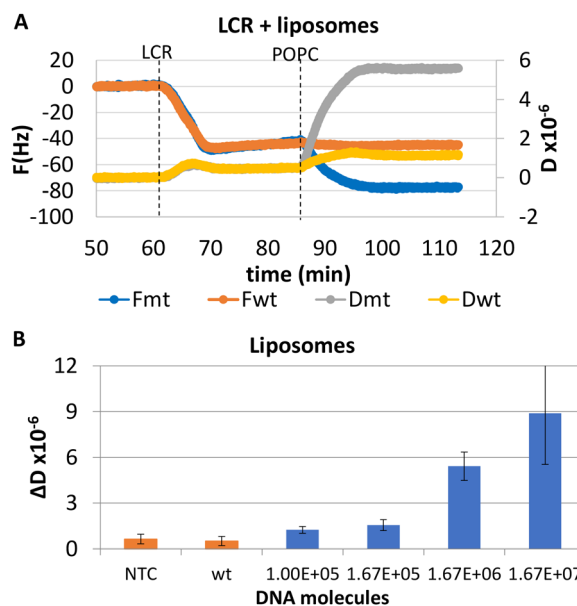 A
LCR + liposomes
LCR
POPC
20
0
-20
-40
-60
-80
-100
F(Hz)
6
4
2
0
-2
D x10-6
50 60 70 80 90 100 110 120
time (min)
Fmt Fwt Dmt Dwt
B
Liposomes
12
9
6
3
0
ΔD x10-6
NTC wt 1.00E+05 1.67E+05 1.67E+06 1.67E+07
DNA molecules